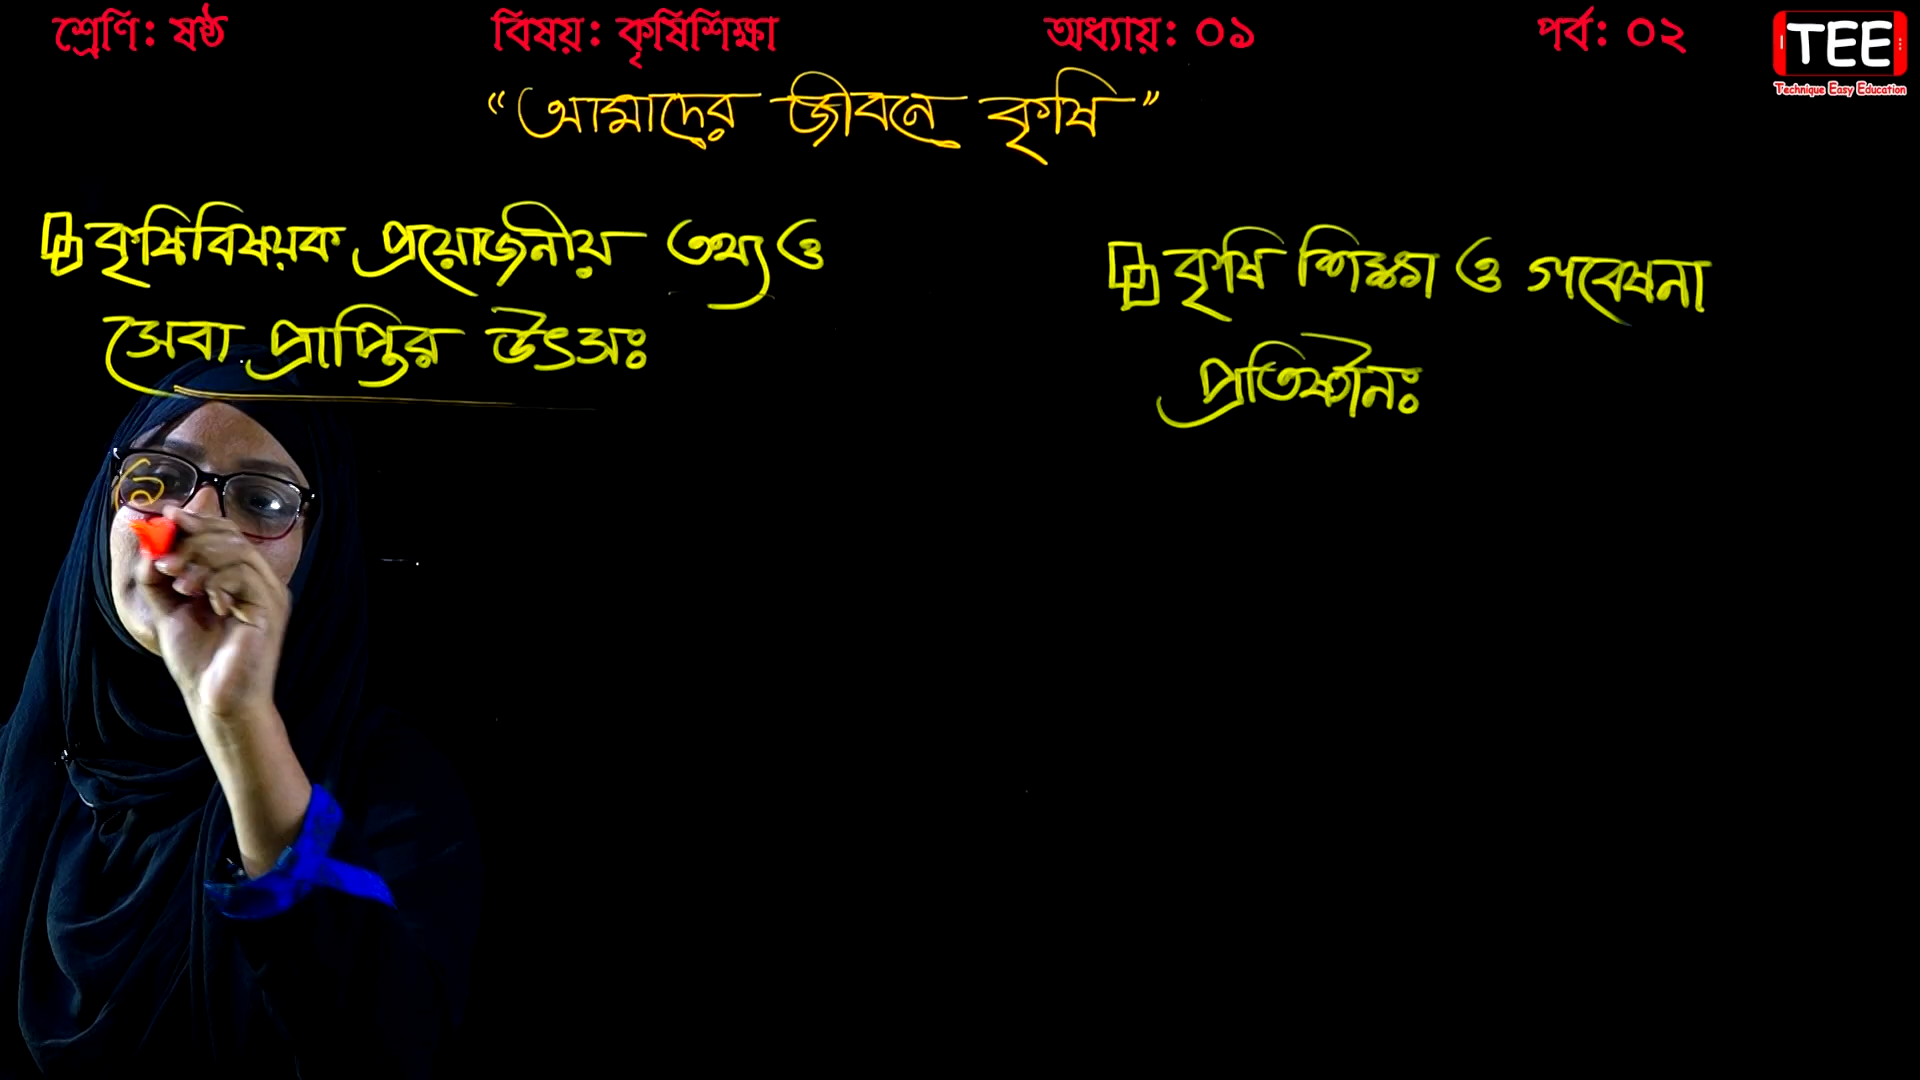 শ্রেণি: ষষ্ঠ বিষয়: কৃষিশিক্ষা অধ্যায়: ০১ পর্ব: ০২
TEE
Technique Easy Education
“আমাদের জীবনে কৃষি”
কৃষিবিষয়ক প্রয়োজনীয় তথ্য ও
সেবা প্রাপ্তির উৎসঃ
কৃষি শিক্ষা ও গবেষনা
প্রতিষ্ঠানঃ